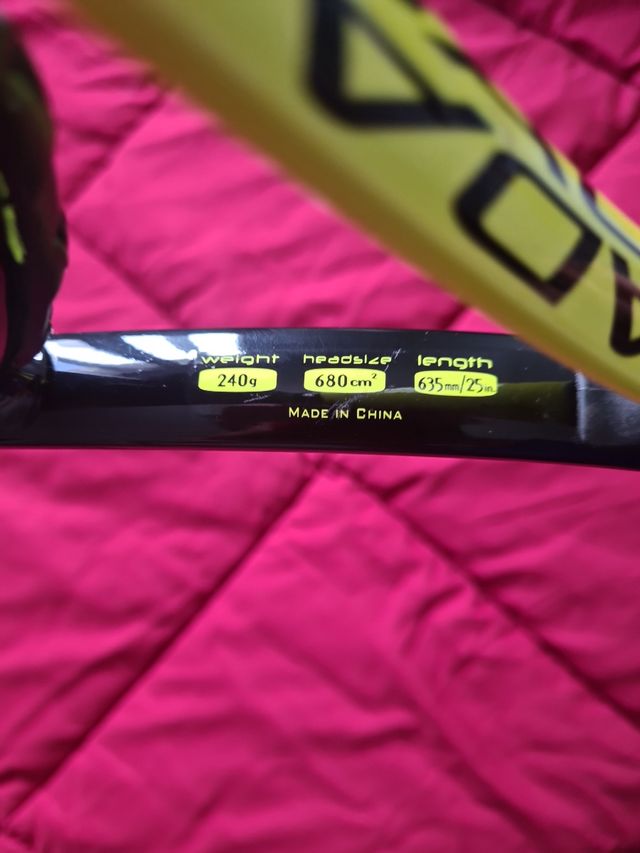 weight headsize length
240g 680cm² 635mm/25in.
MADE IN CHINA